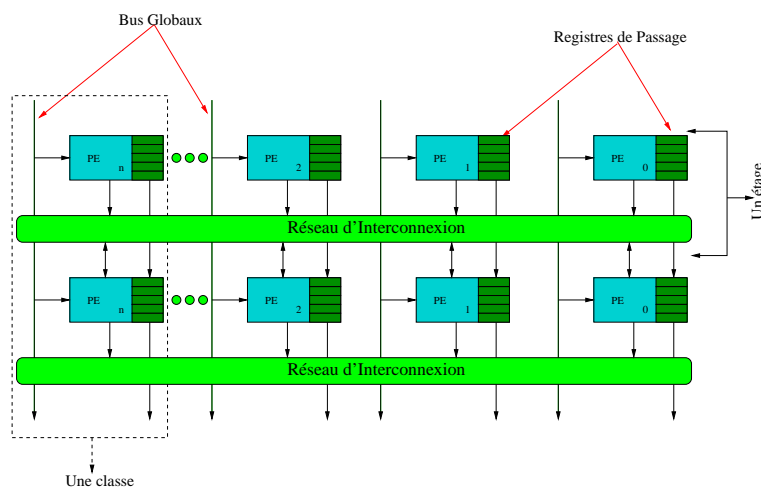 Bus Globaux
Registres de Passage
PE n
PE 2
PE 1
PE 0
Un étage
Réseau d'Interconnexion
PE n
PE 2
PE 1
PE 0
Réseau d'Interconnexion
Une classe